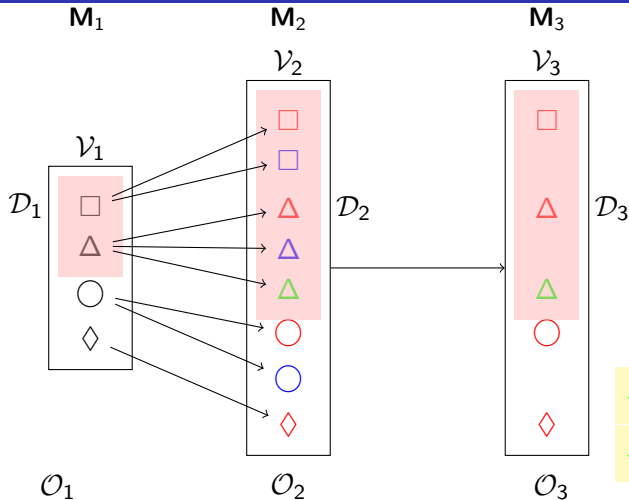 M₁ M₂ M₃
𝒱₂ 𝒱₃
𝒱₁
𝒟₁ 𝒟₂ 𝒟₃
𝒪₁ 𝒪₂ 𝒪₃